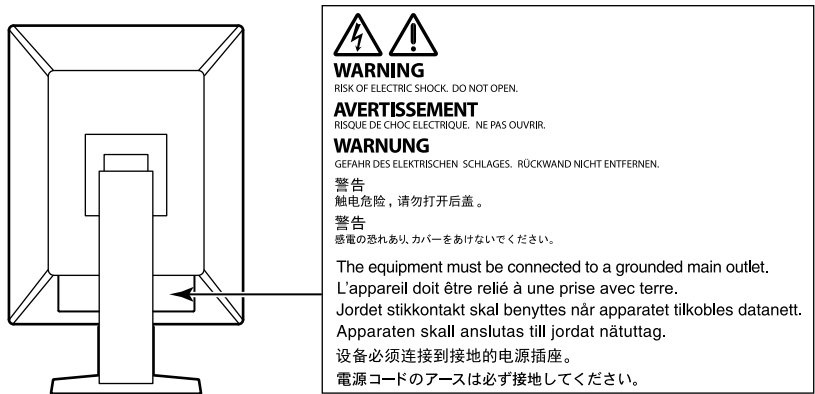 WARNING
RISK OF ELECTRIC SHOCK. DO NOT OPEN.
AVERTISSEMENT
RISQUE DE CHOC ELECTRIQUE. NE PAS OUVRIR.
WARNUNG
GEFAHR DES ELEKTRISCHEN SCHLAGES. RÜCKWAND NICHT ENTFERNEN.
警告
触电危险，请勿打开后盖。
警告
感電の恐れあり、カバーをあけないでください。
The equipment must be connected to a grounded main outlet.
L'appareil doit être relié à une prise avec terre.
Jordet stikkontakt skal benyttes når apparatet tilkobles datanett.
Apparaten skall anslutas till jordat nätuttag.
设备必须连接到接地的电源插座。
電源コードのアースは必ず接地してください。